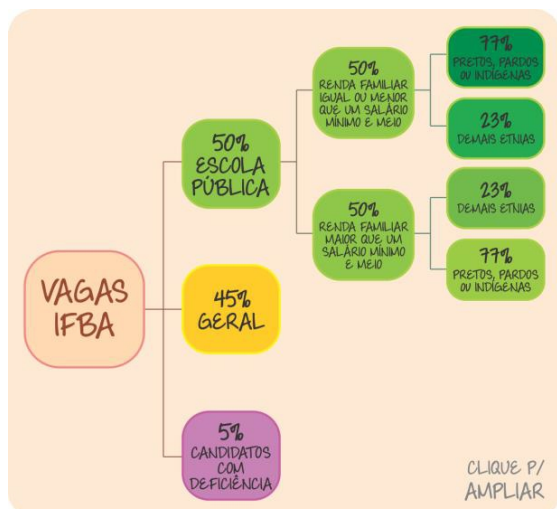 VAGAS
IFBA
50%
ESCOLA
PÚBLICA
50%
RENDA FAMILIAR
IGUAL OU MENOR
QUE UM SALÁRIO
MÍNIMO E MEIO
77%
PRETOS, PARDOS
OU INDÍGENAS
23%
DEMAIS ETNIAS
50%
RENDA FAMILIAR
MAIOR QUE UM
SALÁRIO MÍNIMO
E MEIO
23%
DEMAIS ETNIAS
77%
PRETOS, PARDOS
OU INDÍGENAS
45%
GERAL
5%
CANDIDATOS
COM
DEFICIÊNCIA
CLIQUE P/
AMPLIAR